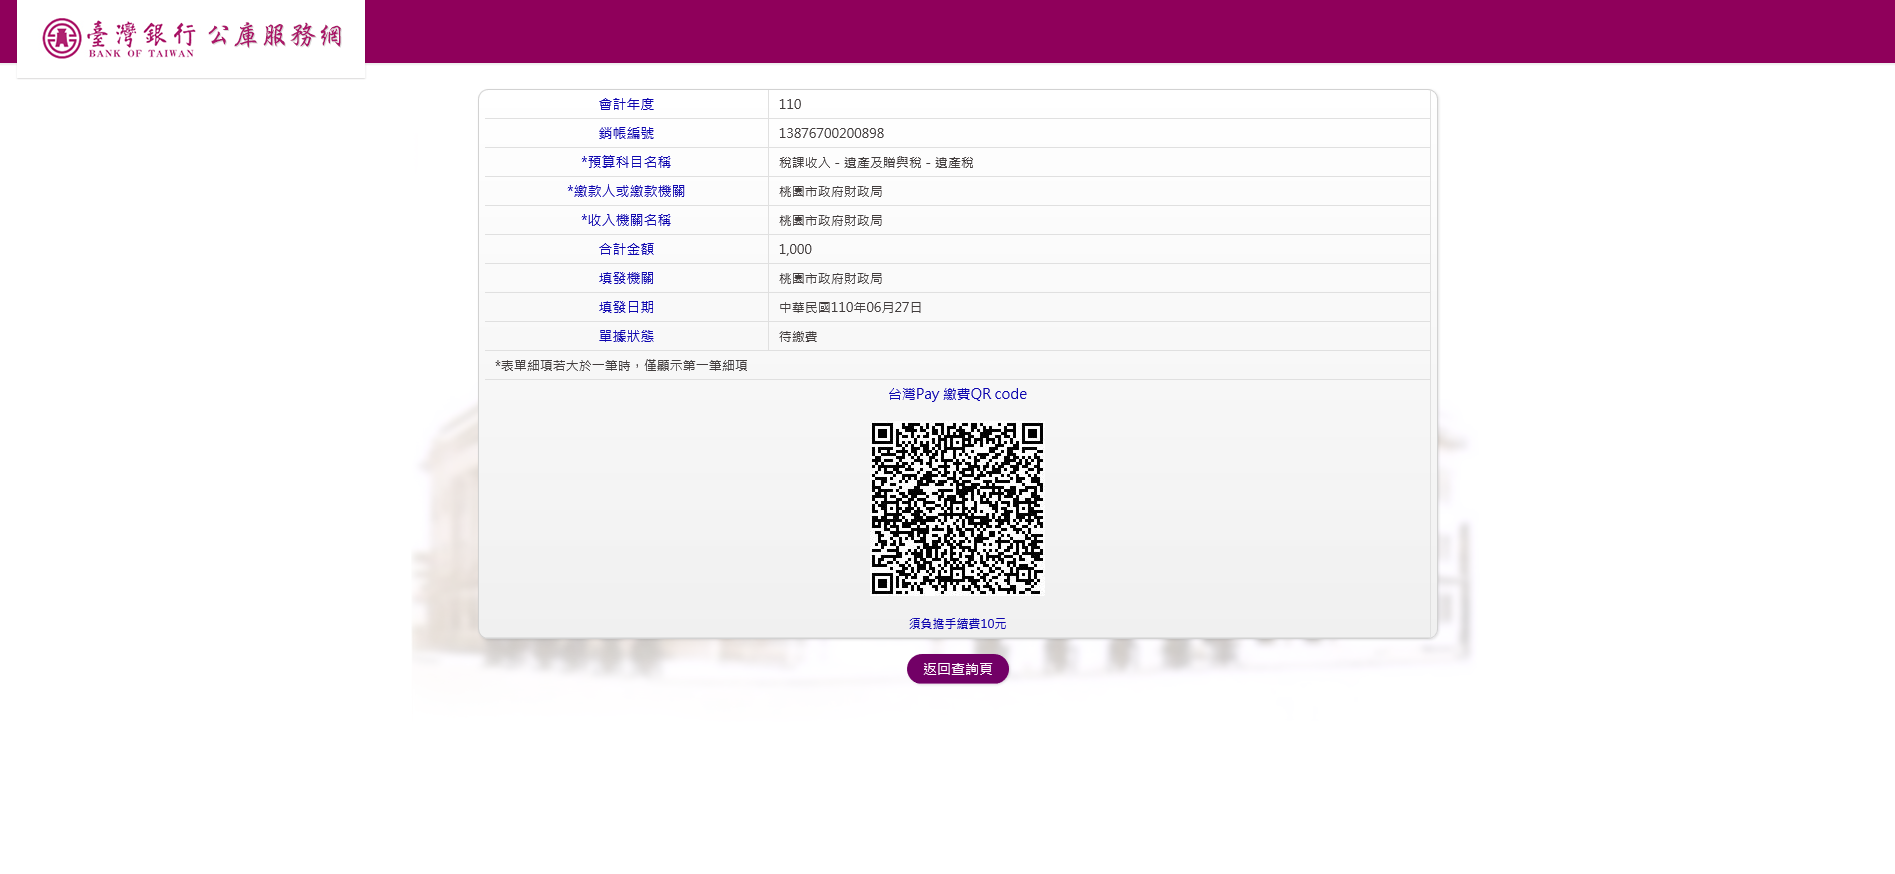 臺灣銀行 公庫服務網
BANK OF TAIWAN
會計年度 110
銷帳編號 13876700200898
*預算科目名稱 稅課收入 - 遺產及贈與稅 - 遺產稅
*繳款人或繳款機關 桃園市政府財政局
*收入機關名稱 桃園市政府財政局
合計金額 1,000
填發機關 桃園市政府財政局
填發日期 中華民國110年06月27日
單據狀態 待繳費
*表單細項若大於一筆時，僅顯示第一筆細項
台灣Pay 繳費QR code
須負擔手續費10元
返回查詢頁